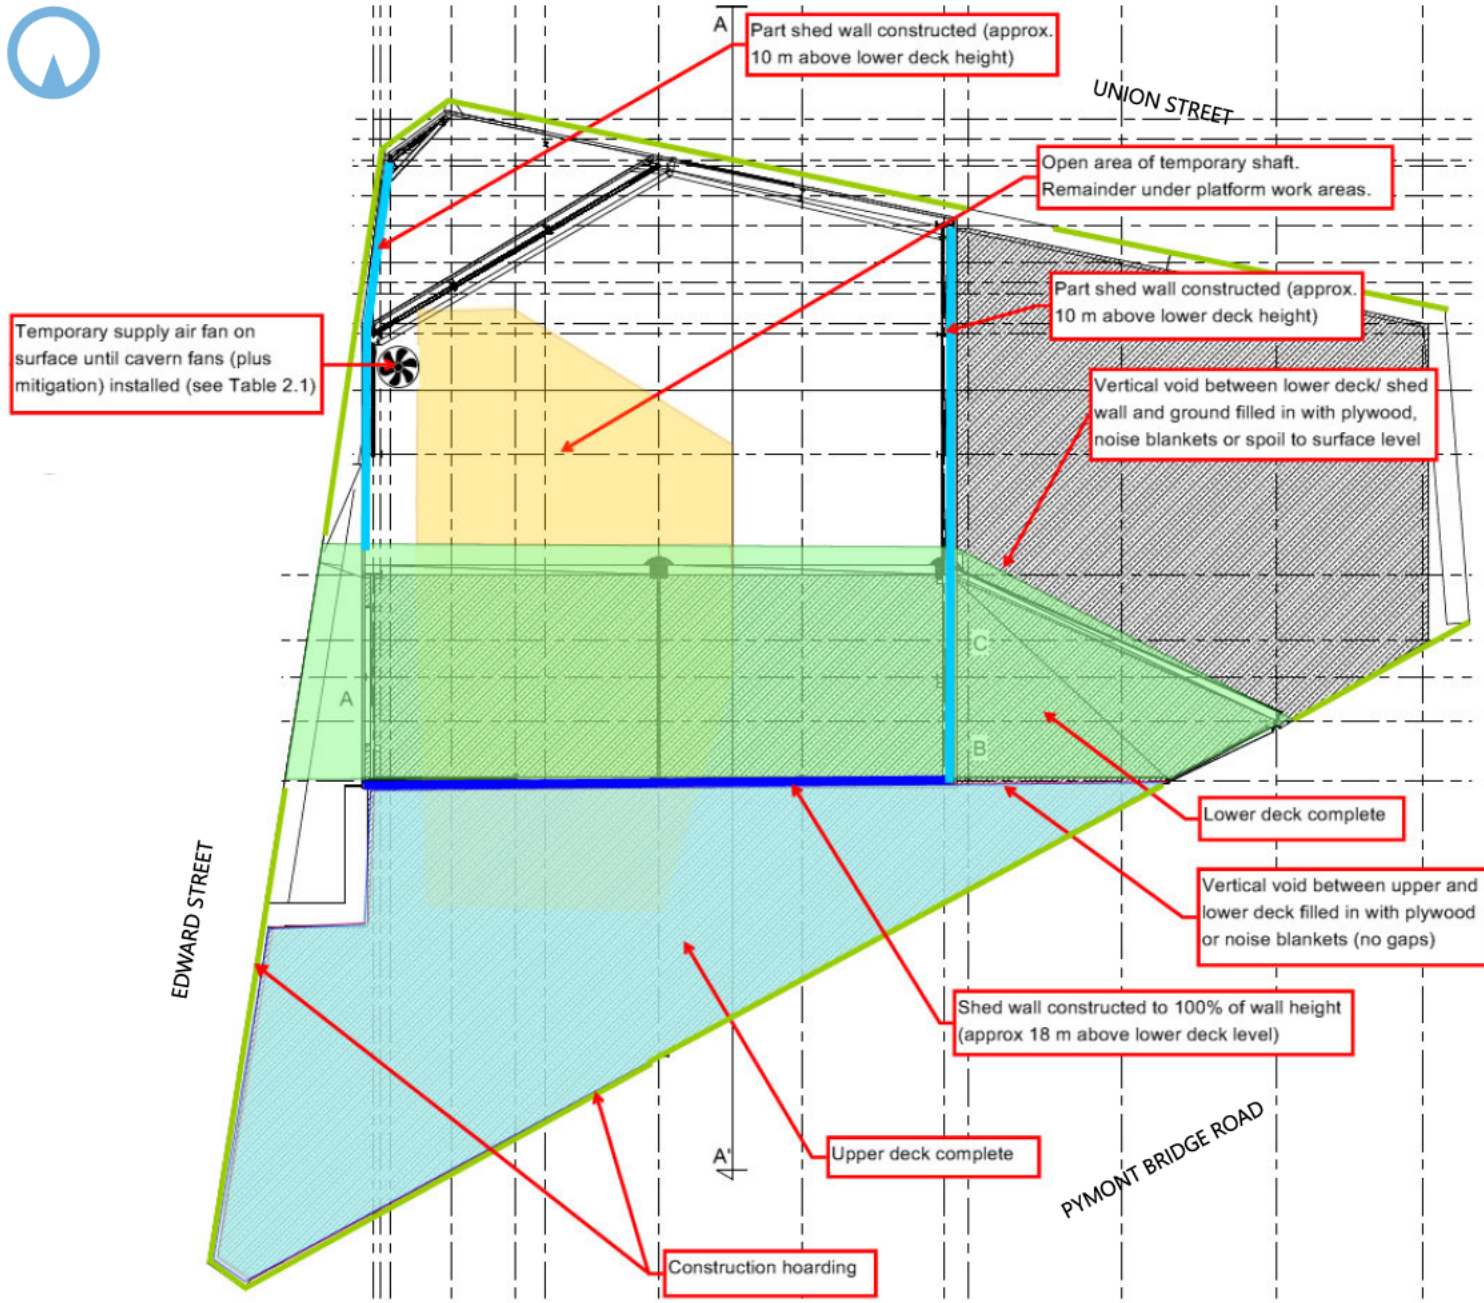 A
Part shed wall constructed (approx.
10 m above lower deck height)
UNION STREET
Open area of temporary shaft.
Remainder under platform work areas.
Part shed wall constructed (approx.
10 m above lower deck height)
Temporary supply air fan on
surface until cavern fans (plus
mitigation) installed (see Table 2.1)
Vertical void between lower deck/ shed
wall and ground filled in with plywood,
noise blankets or spoil to surface level
C
A
B
Lower deck complete
EDWARD STREET
Vertical void between upper and
lower deck filled in with plywood
or noise blankets (no gaps)
Shed wall constructed to 100% of wall height
(approx 18 m above lower deck level)
PYMONT BRIDGE ROAD
A'
Upper deck complete
Construction hoarding